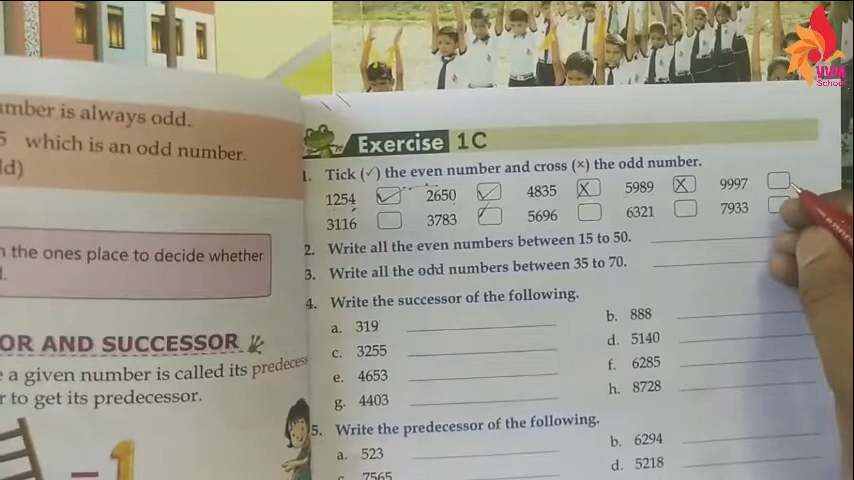 VVM
School
umber is always odd.
5 which is an odd number.
ld)
n the ones place to decide whether
OR AND SUCCESSOR
e a given number is called its predecess
r to get its predecessor.
- 1
Exercise 1C
1. Tick (✓) the even number and cross (×) the odd number.
1254 ✓ 2650 ✓ 4835 X 5989 X 9997
3116 3783 5696 6321 7933
2. Write all the even numbers between 15 to 50.
3. Write all the odd numbers between 35 to 70.
4. Write the successor of the following.
a. 319 b. 888
c. 3255 d. 5140
e. 4653 f. 6285
g. 4403 h. 8728
5. Write the predecessor of the following.
a. 523 b. 6294
c. 7565 d. 5218